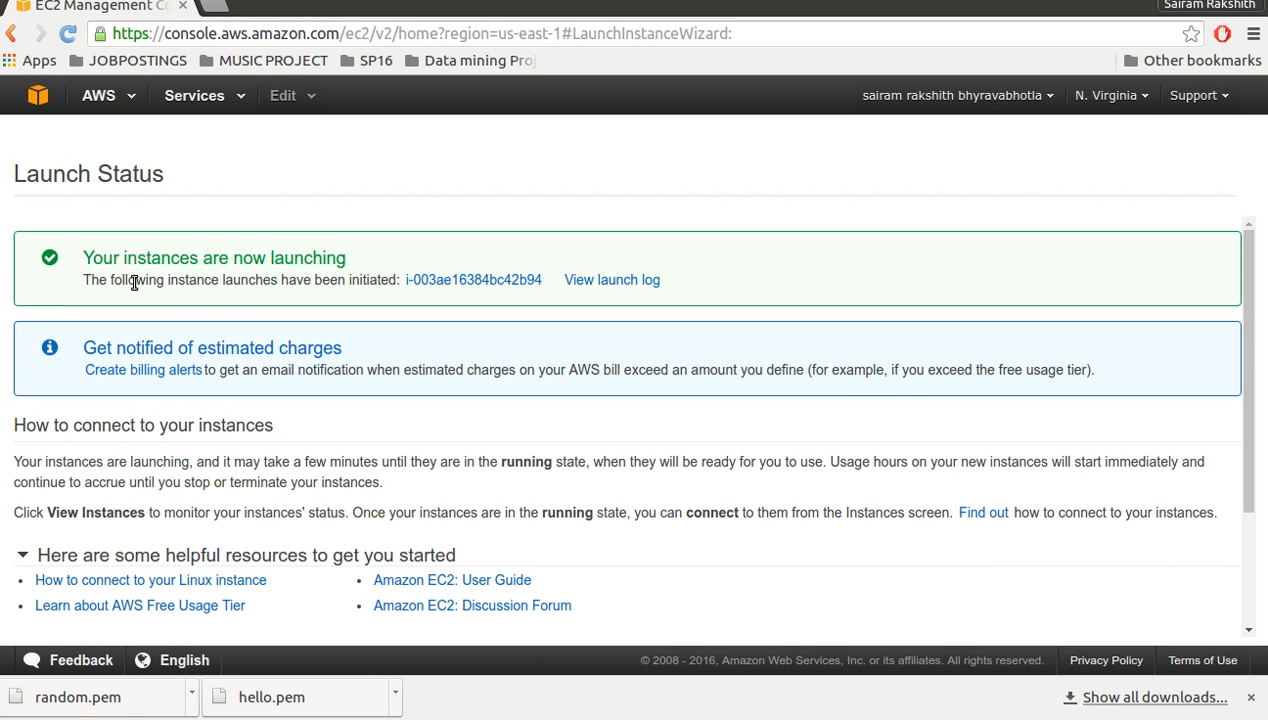 EC2 Management Co
Sairam Rakshith
https://console.aws.amazon.com/ec2/v2/home?region=us-east-1#LaunchInstanceWizard:
Apps JOBPOSTINGS MUSIC PROJECT SP16 Data mining Proj Other bookmarks
AWS Services Edit sairam rakshith bhyravabhotla N. Virginia Support
Launch Status
Your instances are now launching
The following instance launches have been initiated: i-003ae16384bc42b94 View launch log
Get notified of estimated charges
Create billing alerts to get an email notification when estimated charges on your AWS bill exceed an amount you define (for example, if you exceed the free usage tier).
How to connect to your instances
Your instances are launching, and it may take a few minutes until they are in the running state, when they will be ready for you to use. Usage hours on your new instances will start immediately and
continue to accrue until you stop or terminate your instances.
Click View Instances to monitor your instances' status. Once your instances are in the running state, you can connect to them from the Instances screen. Find out how to connect to your instances.
Here are some helpful resources to get you started
• How to connect to your Linux instance • Amazon EC2: User Guide
• Learn about AWS Free Usage Tier • Amazon EC2: Discussion Forum
Feedback English © 2008 - 2016, Amazon Web Services, Inc. or its affiliates. All rights reserved. Privacy Policy Terms of Use
random.pem hello.pem Show all downloads...